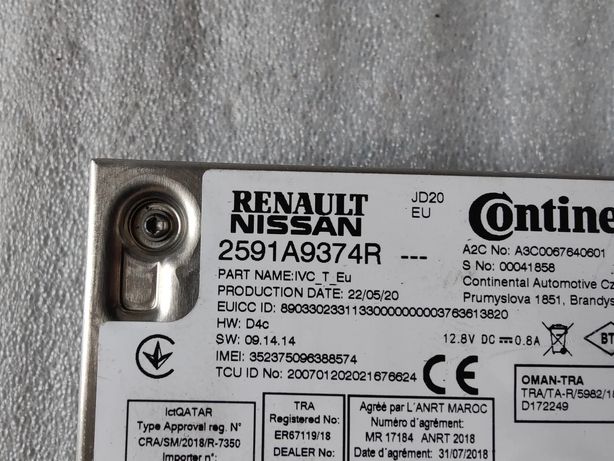 RENAULT
NISSAN
JD20
EU
Ontine
2591A9374R ---
A2C No: A3C0067640601
S No: 00041858
Continental Automotive Cz
Prumyslova 1851, Brandys
PART NAME:IVC_T_Eu
PRODUCTION DATE: 22/05/20
EUICC ID: 89033023311330000000003763613820
HW: D4c
12.8V DC 0.8A
SW: 09.14.14
IMEI: 352375096388574
TCU ID No: 200701202021676624
CE
BT
OMAN-TRA
TRA/TA-R/5982/18
D172249
IctQATAR
Type Approval reg. N°
CRA/SM/2018/R-7350
Importer n°
TRA
Registered No:
ER67119/18
DEALER No:
Agréé par L'ANRT MAROC
Numéro d'agrément:
MR 17184 ANRT 2018
Date d'agrément: 31/07/2018